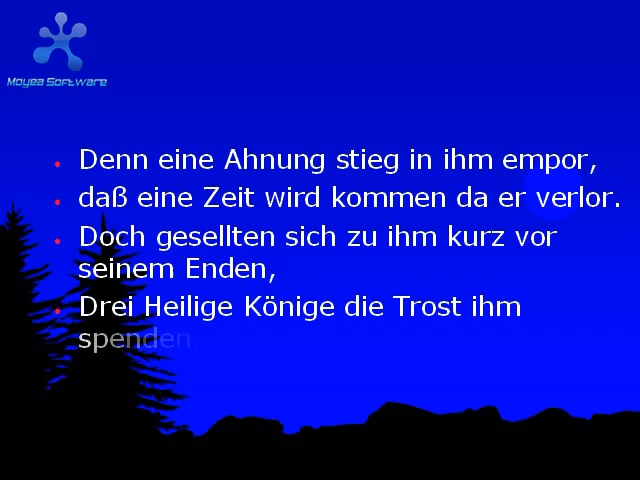 Moyea Software
Denn eine Ahnung stieg in ihm empor,
daß eine Zeit wird kommen da er verlor.
Doch gesellten sich zu ihm kurz vor
seinem Enden,
Drei Heilige Könige die Trost ihm
spenden